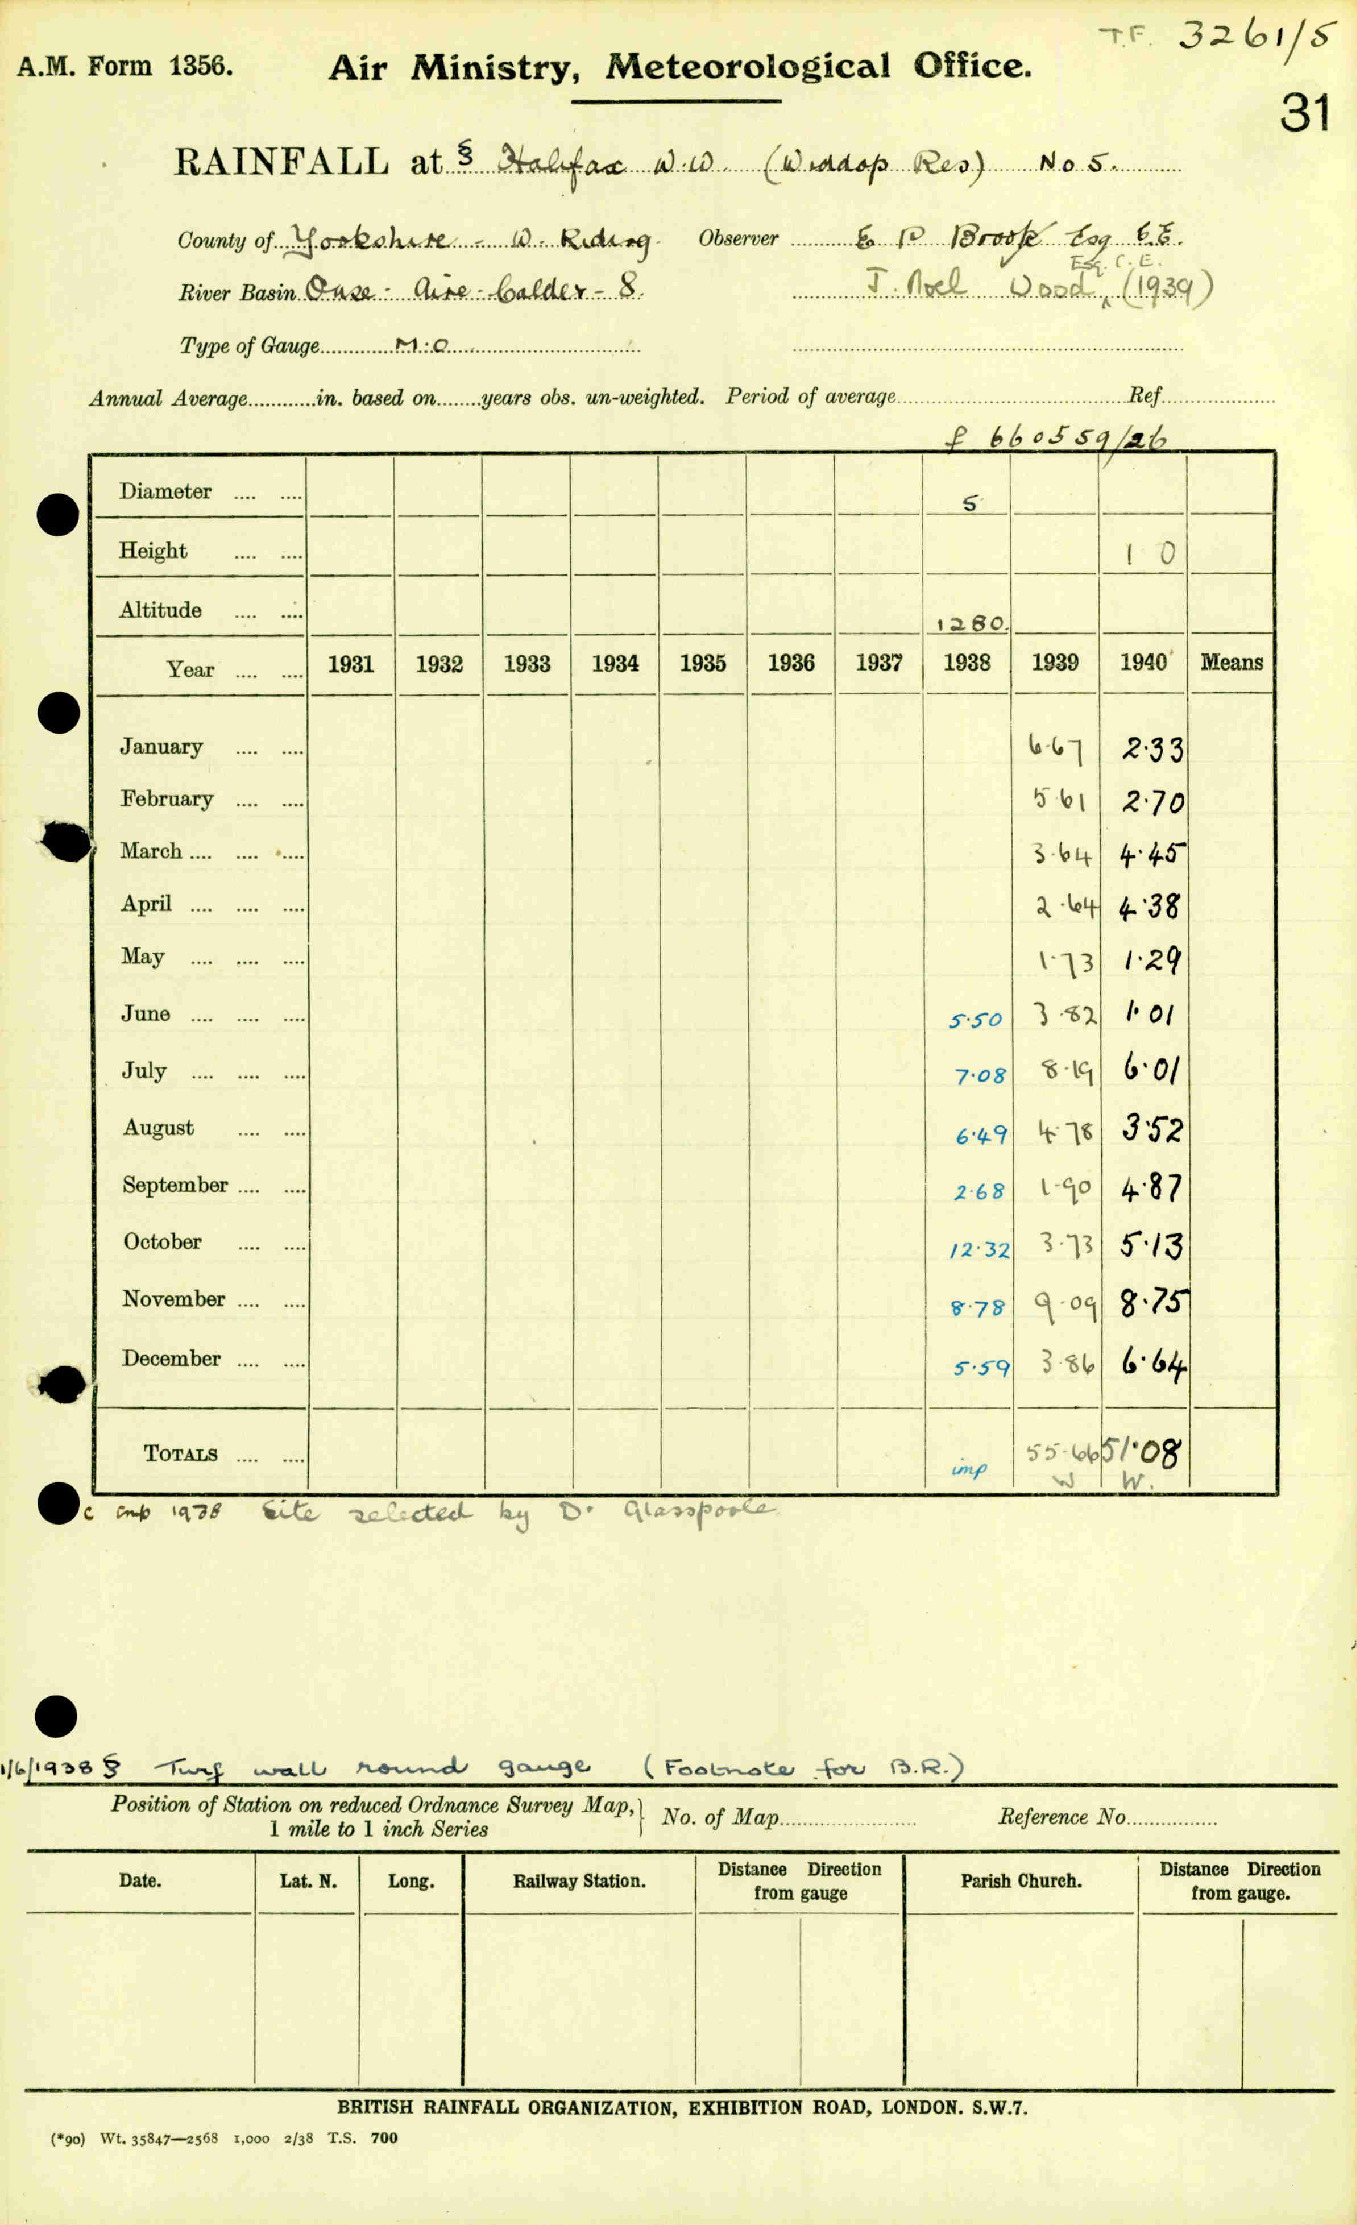 T.F. 3261/5
A.M. Form 1356. Air Ministry, Meteorological Office.
31
RAINFALL at § Halifax W.W. (Widdop Res) No 5.
County of Yorkshire - W. Riding. Observer E P Brook Esq C.E.
Esq. C.E.
River Basin Ouse - Aire - Calder - 8. J. Noel Wood ^ (1939)
Type of Gauge M.O
Annual Average in. based on years obs. un-weighted. Period of average Ref.
f 660559/26
Diameter 5
Height 1 0
Altitude 1280.
Year 1931 1932 1933 1934 1935 1936 1937 1938 1939 1940 Means
January 6.67 2.33
February 5.61 2.70
March 3.64 4.45
April 2.64 4.38
May 1.73 1.29
June 5.50 3.82 1.01
July 7.08 8.19 6.01
August 6.49 4.78 3.52
September 2.68 1.90 4.87
October 12.32 3.73 5.13
November 8.78 9.09 8.75
December 5.59 3.86 6.64
TOTALS imp 55.66 51.08
W W.
c imp 1938 Site selected by Dr Glasspoole
1/6/1938 § Turf wall round gauge (Footnote for B.R.)
Position of Station on reduced Ordnance Survey Map, } No. of Map Reference No.
1 mile to 1 inch Series
Date. Lat. N. Long. Railway Station. Distance Direction from gauge Parish Church. Distance Direction from gauge.
BRITISH RAINFALL ORGANIZATION, EXHIBITION ROAD, LONDON. S.W.7.
(*90) Wt. 35847—2568 1,000 2/38 T.S. 700